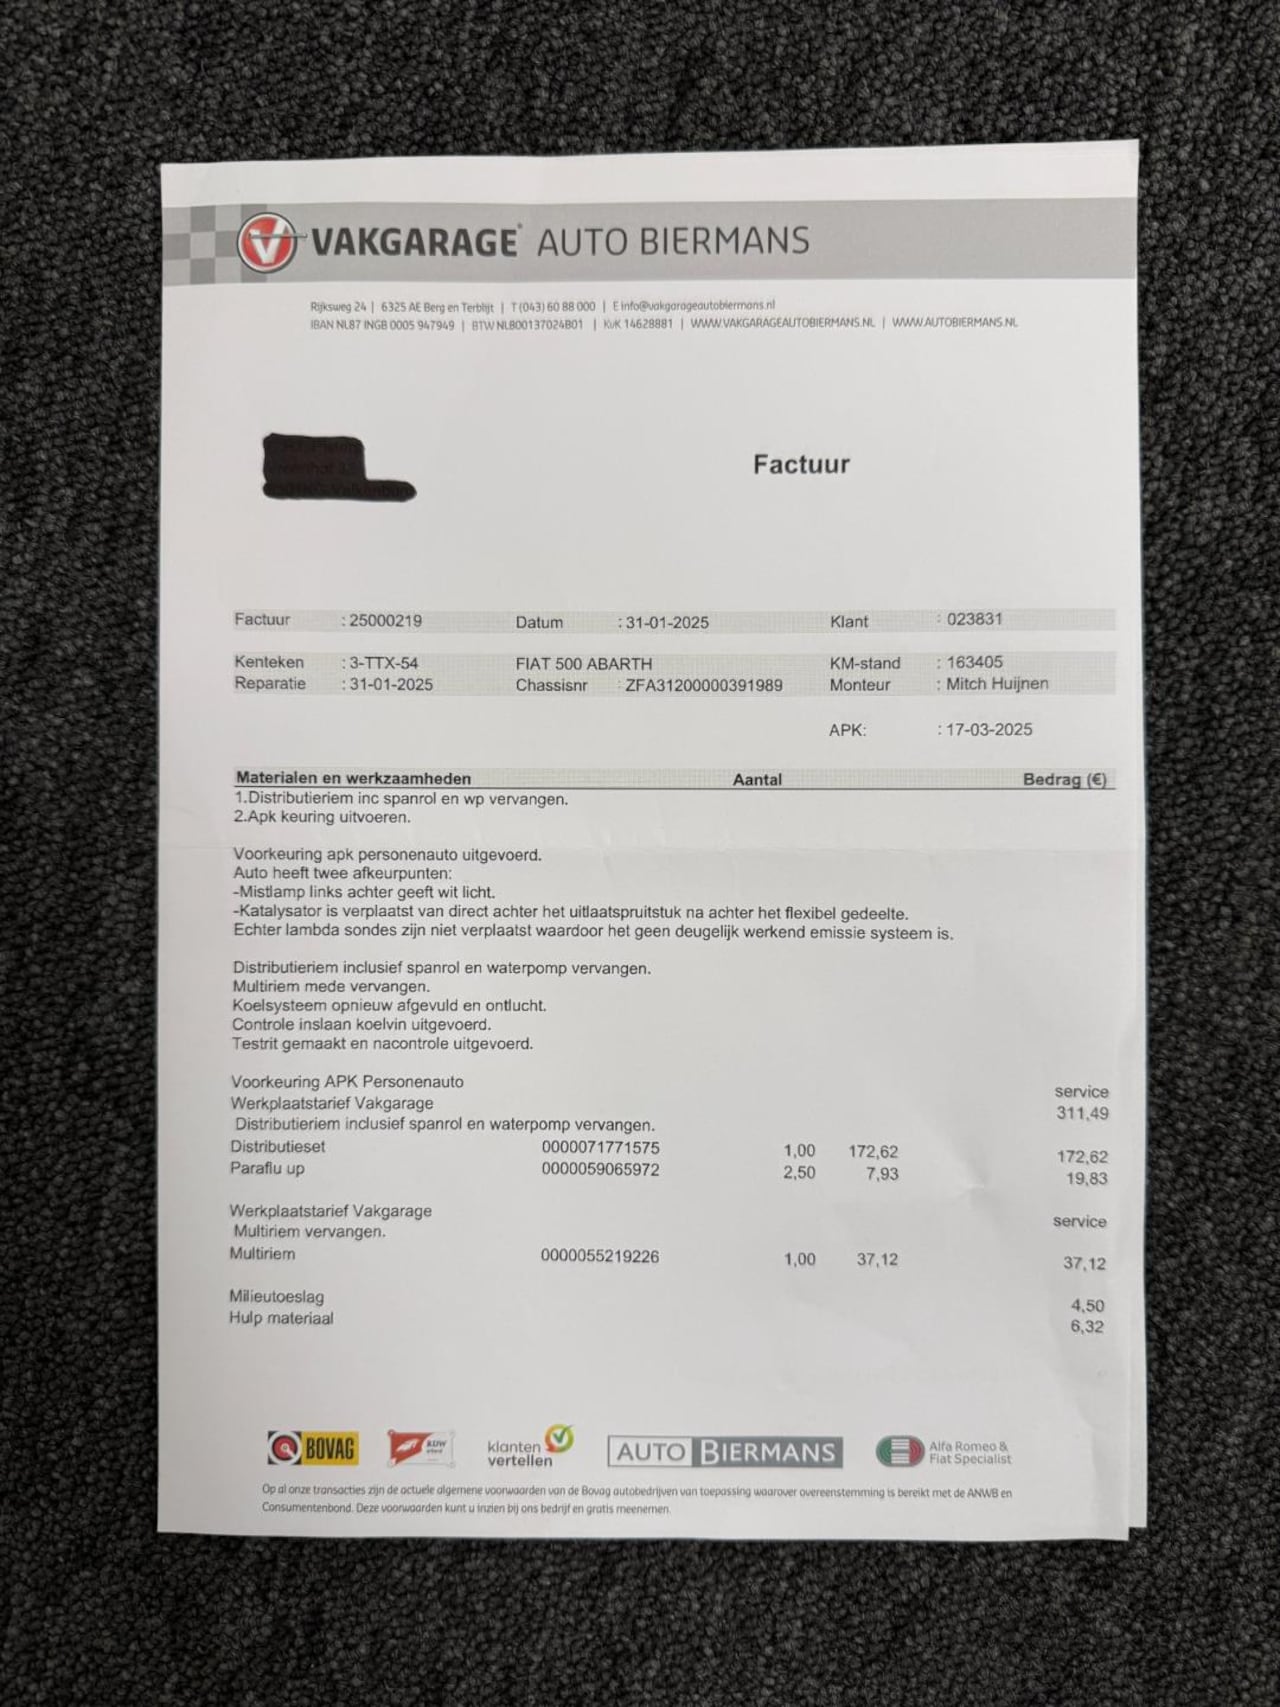 VAKGARAGE® AUTO BIERMANS
Rijksweg 24 | 6325 AE Berg en Terblijt | T (043) 60 88 000 | E info@vakgarageautobiermans.nl
IBAN NL87 INGB 0005 947949 | BTW NL800137024B01 | KvK 14628881 | WWW.VAKGARAGEAUTOBIERMANS.NL | WWW.AUTOBIERMANS.NL
Factuur
Factuur : 25000219 Datum : 31-01-2025 Klant : 023831
Kenteken : 3-TTX-54 FIAT 500 ABARTH KM-stand : 163405
Reparatie : 31-01-2025 Chassisnr : ZFA31200000391989 Monteur : Mitch Huijnen
APK: : 17-03-2025
Materialen en werkzaamheden Aantal Bedrag (€)
1.Distributieriem inc spanrol en wp vervangen.
2.Apk keuring uitvoeren.
Voorkeuring apk personenauto uitgevoerd.
Auto heeft twee afkeurpunten:
-Mistlamp links achter geeft wit licht.
-Katalysator is verplaatst van direct achter het uitlaatspruitstuk na achter het flexibel gedeelte.
Echter lambda sondes zijn niet verplaatst waardoor het geen deugelijk werkend emissie systeem is.
Distributieriem inclusief spanrol en waterpomp vervangen.
Multiriem mede vervangen.
Koelsysteem opnieuw afgevuld en ontlucht.
Controle inslaan koelvin uitgevoerd.
Testrit gemaakt en nacontrole uitgevoerd.
Voorkeuring APK Personenauto service
Werkplaatstarief Vakgarage 311,49
Distributieriem inclusief spanrol en waterpomp vervangen.
Distributieset 0000071771575 1,00 172,62 172,62
Paraflu up 0000059065972 2,50 7,93 19,83
Werkplaatstarief Vakgarage service
Multiriem vervangen.
Multiriem 0000055219226 1,00 37,12 37,12
Milieutoeslag 4,50
Hulp materiaal 6,32
BOVAG
RDW
klanten
vertellen
AUTO BIERMANS
Alfa Romeo &
Fiat Specialist
Op al onze transacties zijn de actuele algemene voorwaarden van de Bovag autobedrijven van toepassing waarover overeenstemming is bereikt met de ANWB en
Consumentenbond. Deze voorwaarden kunt u inzien bij ons bedrijf en gratis meenemen.